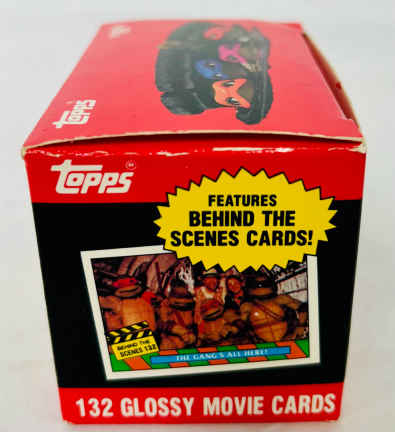 Topps
Topps
Topps
FEATURES
BEHIND THE
SCENES CARDS!
BEHIND THE
SCENES 132
THE GANG'S ALL HERE!
132 GLOSSY MOVIE CARDS